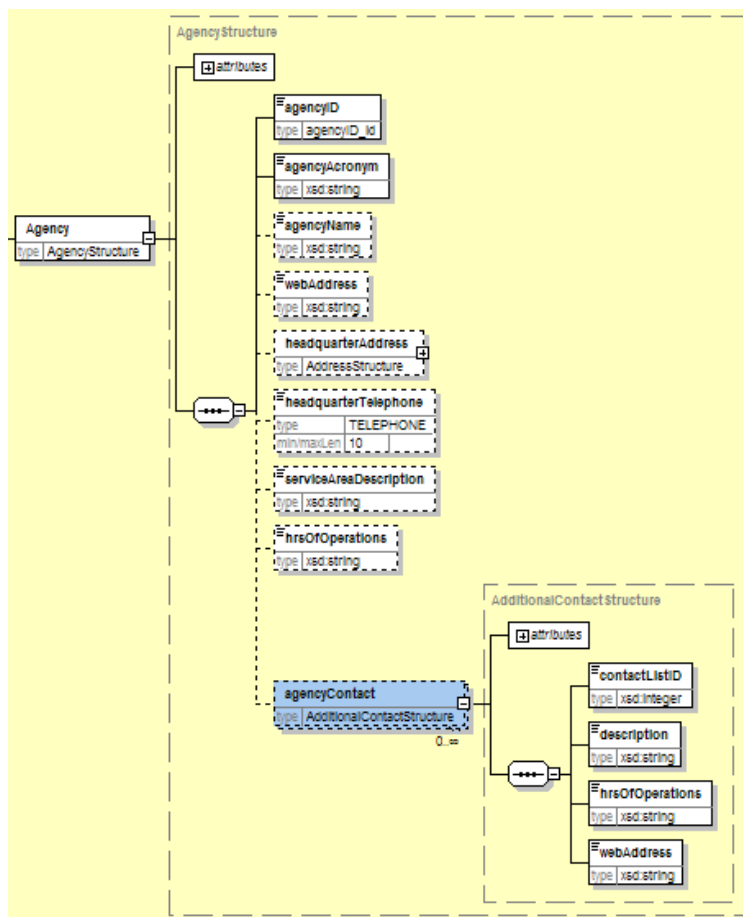 AgencyStructure
attributes
agencyID
type agencyID_Id
agencyAcronym
type xsd:string
Agency
type AgencyStructure
agencyName
type xsd:string
webAddress
type xsd:string
headquarterAddress
type AddressStructure
headquarterTelephone
type TELEPHONE
min/maxLen 10
serviceAreaDescription
type xsd:string
hrsOfOperations
type xsd:string
agencyContact
type AdditionalContactStructure
0..∞
AdditionalContactStructure
attributes
contactListID
type xsd:integer
description
type xsd:string
hrsOfOperations
type xsd:string
webAddress
type xsd:string